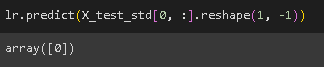 lr.predict(X_test_std[0, :].reshape(1, -1))
array([0])